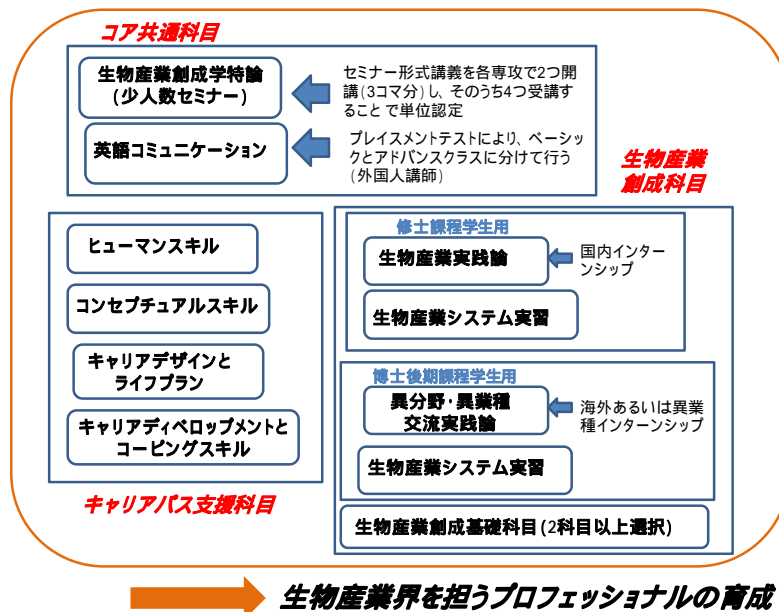 コア共通科目
生物産業創成学特論
(少人数セミナー)
セミナー形式講義を各専攻で2つ開
講(3コマ分)し、そのうち4つ受講す
ることで単位認定
英語コミュニケーション
プレイスメントテストにより、ベーシッ
クとアドバンスクラスに分けて行う
(外国人講師)
生物産業
創成科目
ヒューマンスキル
コンセプチュアルスキル
キャリアデザインと
ライフプラン
キャリアディベロップメントと
コーピングスキル
キャリアパス支援科目
修士課程学生用
生物産業実践論
国内インター
ンシップ
生物産業システム実習
博士後期課程学生用
異分野・異業種
交流実践論
海外あるいは異業
種インターンシップ
生物産業システム実習
生物産業創成基礎科目(2科目以上選択)
生物産業界を担うプロフェッショナルの育成